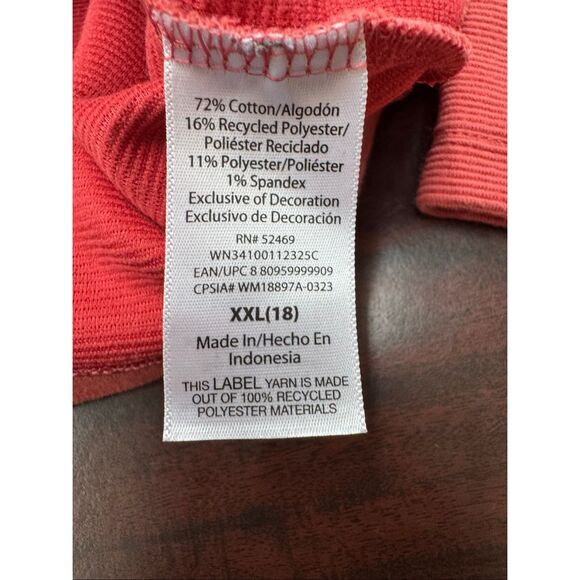 72% Cotton/Algodón
16% Recycled Polyester/
Poliéster Reciclado
11% Polyester/Poliéster
1% Spandex
Exclusive of Decoration
Exclusivo de Decoración
RN# 52469
WN34100112325C
EAN/UPC 8 80959999909
CPSIA# WM18897A-0323
XXL(18)
Made In/Hecho En
Indonesia
THIS LABEL YARN IS MADE
OUT OF 100% RECYCLED
POLYESTER MATERIALS